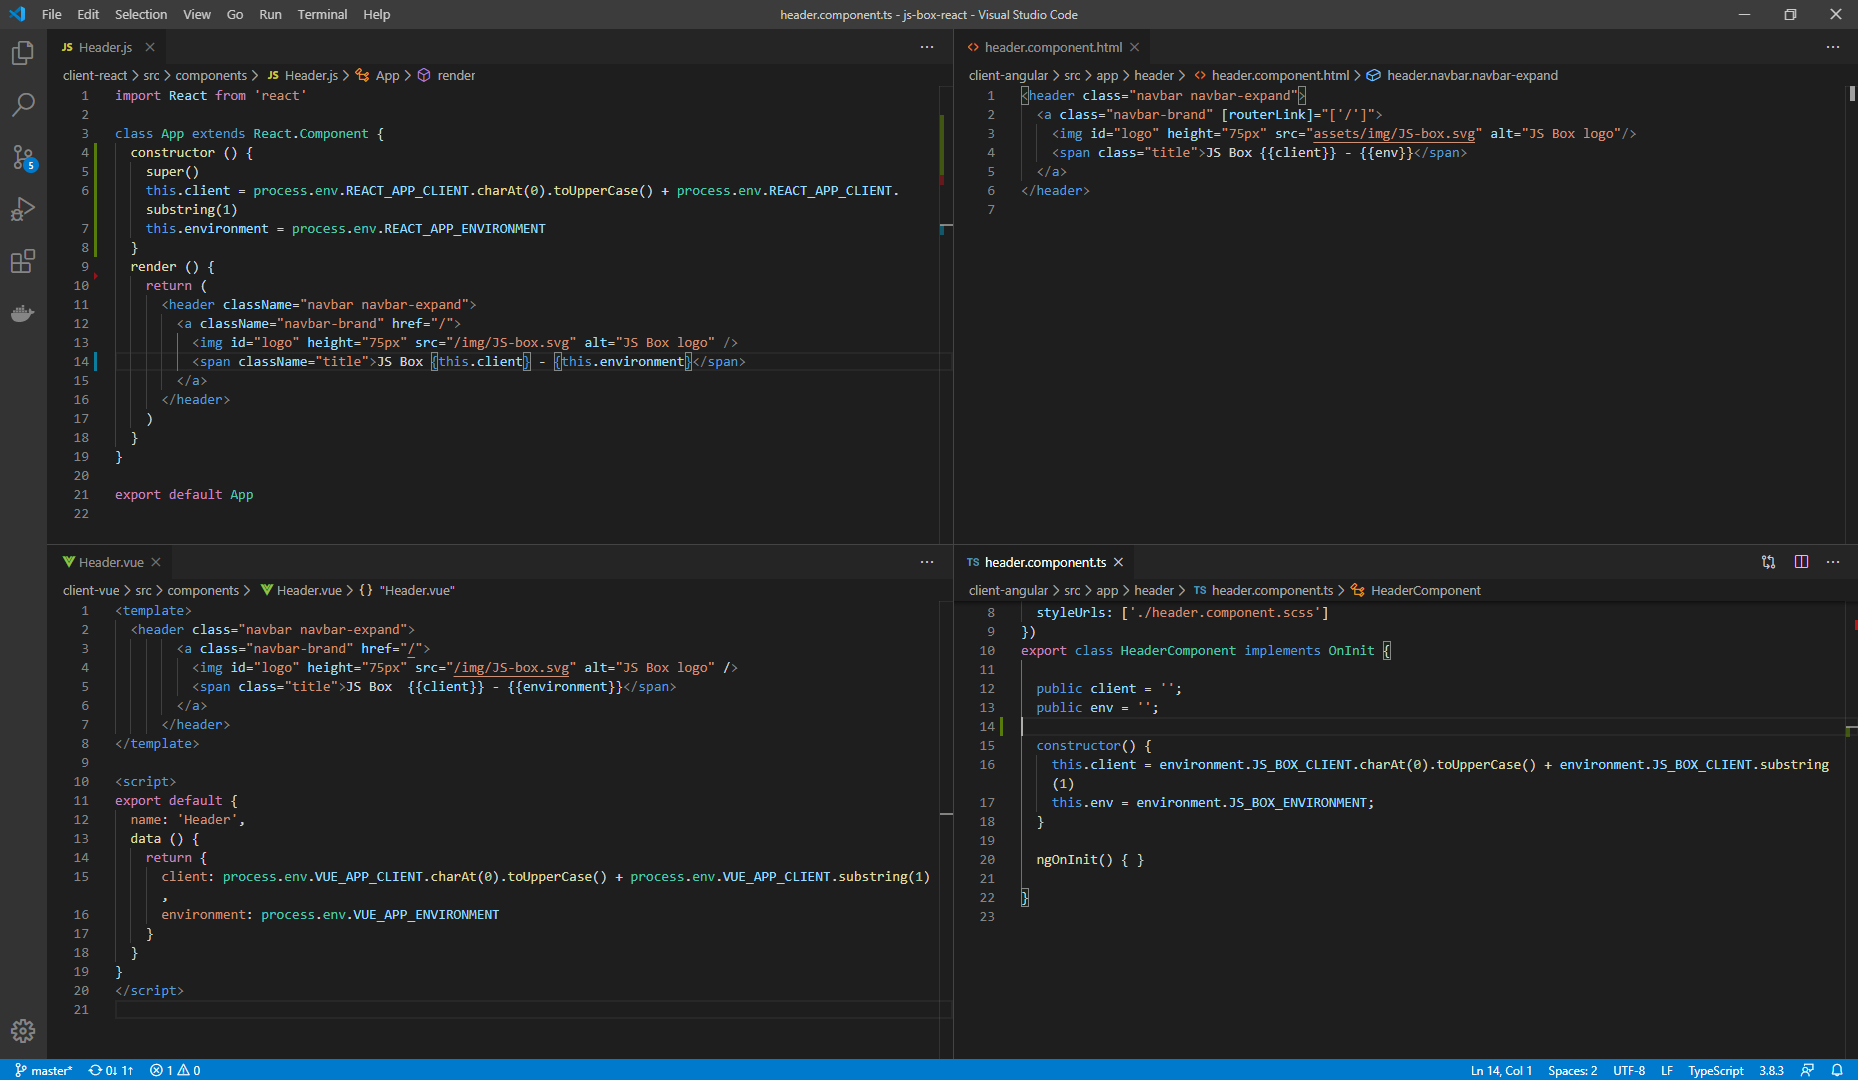 File Edit Selection View Go Run Terminal Help
header.component.ts - js-box-react - Visual Studio Code
5
JS Header.js
client-react > src > components > JS Header.js > App > render
1 import React from 'react'
2
3 class App extends React.Component {
4 constructor () {
5 super()
6 this.client = process.env.REACT_APP_CLIENT.charAt(0).toUpperCase() + process.env.REACT_APP_CLIENT.
substring(1)
7 this.environment = process.env.REACT_APP_ENVIRONMENT
8 }
9 render () {
10 return (
11 <header className="navbar navbar-expand">
12 <a className="navbar-brand" href="/">
13 <img id="logo" height="75px" src="/img/JS-box.svg" alt="JS Box logo" />
14 <span className="title">JS Box {this.client} - {this.environment}</span>
15 </a>
16 </header>
17 )
18 }
19 }
20
21 export default App
22
header.component.html
client-angular > src > app > header > header.component.html > header.navbar.navbar-expand
1 <header class="navbar navbar-expand">
2 <a class="navbar-brand" [routerLink]="['/']">
3 <img id="logo" height="75px" src="assets/img/JS-box.svg" alt="JS Box logo"/>
4 <span class="title">JS Box {{client}} - {{env}}</span>
5 </a>
6 </header>
7
Header.vue
client-vue > src > components > Header.vue > {} "Header.vue"
1 <template>
2 <header class="navbar navbar-expand">
3 <a class="navbar-brand" href="/">
4 <img id="logo" height="75px" src="/img/JS-box.svg" alt="JS Box logo" />
5 <span class="title">JS Box  {{client}} - {{environment}}</span>
6 </a>
7 </header>
8 </template>
9
10 <script>
11 export default {
12 name: 'Header',
13 data () {
14 return {
15 client: process.env.VUE_APP_CLIENT.charAt(0).toUpperCase() + process.env.VUE_APP_CLIENT.substring(1)
,
16 environment: process.env.VUE_APP_ENVIRONMENT
17 }
18 }
19 }
20 </script>
21
TS header.component.ts
client-angular > src > app > header > TS header.component.ts > HeaderComponent
8 styleUrls: ['./header.component.scss']
9 })
10 export class HeaderComponent implements OnInit {
11
12 public client = '';
13 public env = '';
14
15 constructor() {
16 this.client = environment.JS_BOX_CLIENT.charAt(0).toUpperCase() + environment.JS_BOX_CLIENT.substring
(1)
17 this.env = environment.JS_BOX_ENVIRONMENT;
18 }
19
20 ngOnInit() { }
21
22 }
23
master* 0↓ 1↑ 1 0
Ln 14, Col 1 Spaces: 2 UTF-8 LF TypeScript 3.8.3